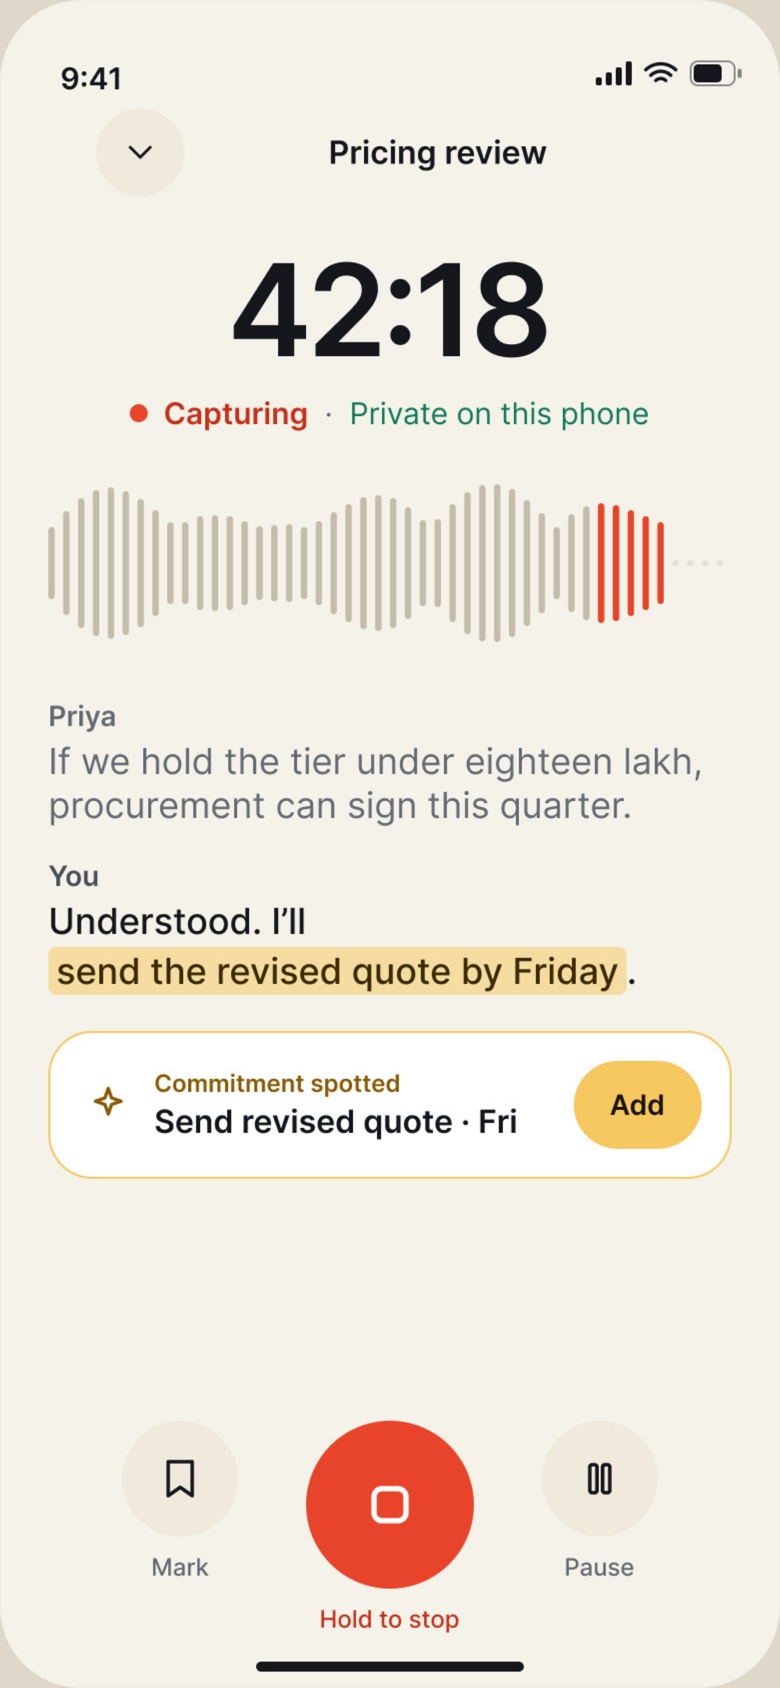 9:41
Pricing review
42:18
Capturing · Private on this phone
Priya
If we hold the tier under eighteen lakh,
procurement can sign this quarter.
You
Understood. I’ll
send the revised quote by Friday.
Commitment spotted
Send revised quote · Fri
Add
Mark
Pause
Hold to stop